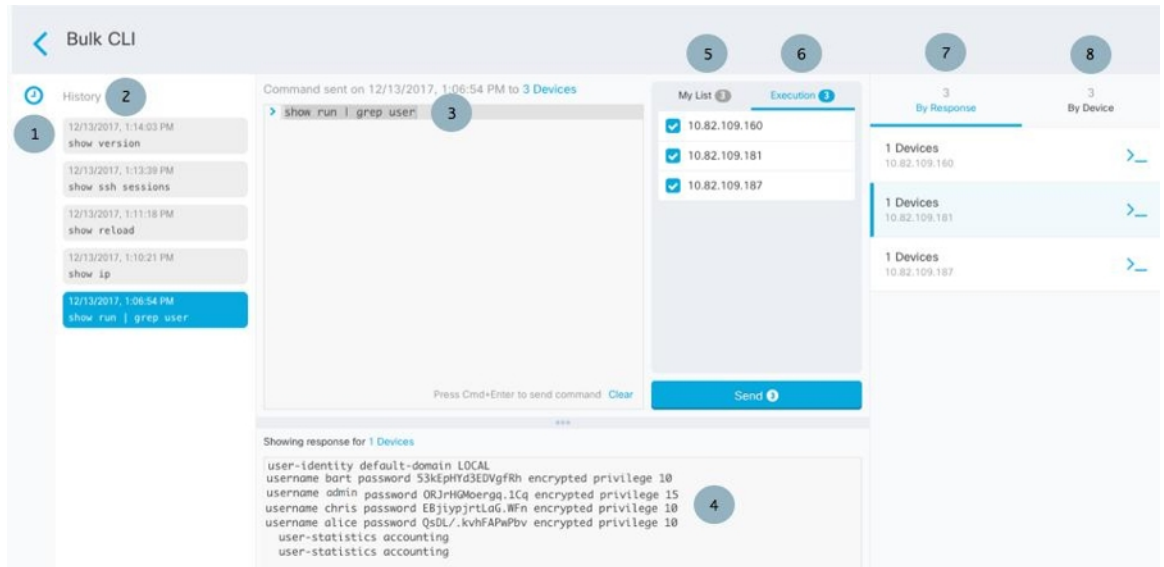 Bulk CLI
5
6
7
8
History
2
1
12/13/2017, 1:14:03 PM
show version
12/13/2017, 1:13:39 PM
show ssh sessions
12/13/2017, 1:11:18 PM
show reload
12/13/2017, 1:10:21 PM
show ip
12/13/2017, 1:06:54 PM
show run | grep user
Command sent on 12/13/2017, 1:06:54 PM to 3 Devices
> show run | grep user
3
Press Cmd+Enter to send command Clear
My List 3
Execution 3
10.82.109.160
10.82.109.181
10.82.109.187
Send 3
3
By Response
3
By Device
1 Devices
10.82.109.160
>_
1 Devices
10.82.109.181
>_
1 Devices
10.82.109.187
>_
Showing response for 1 Devices
user-identity default-domain LOCAL
username bart password 53kEpHYd3EDVgfRh encrypted privilege 10
username admin password ORJrHGMoergq.1Cq encrypted privilege 15
username chris password EBjiypjrtLaG.WFn encrypted privilege 10
username alice password QsDL/.kvhFAPwPbv encrypted privilege 10
user-statistics accounting
user-statistics accounting
4